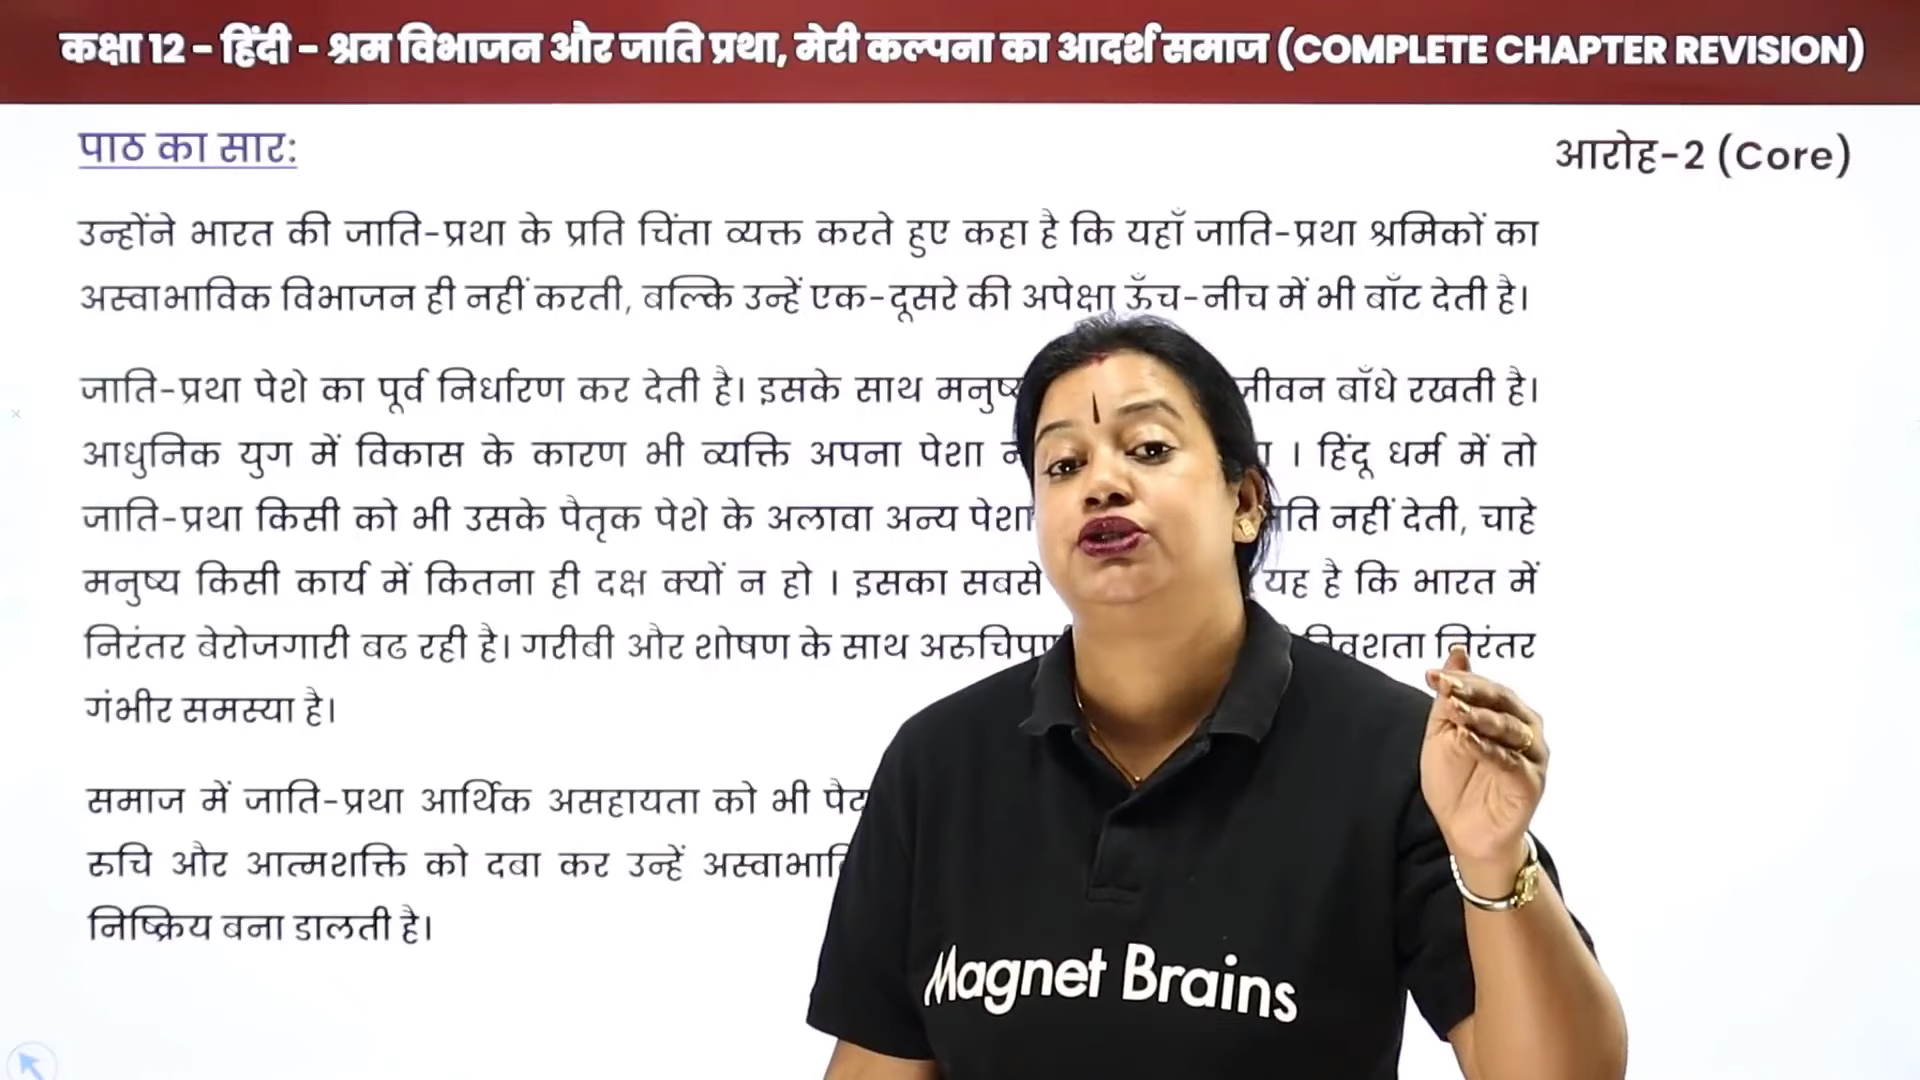 कक्षा 12 – हिंदी – श्रम विभाजन और जाति प्रथा, मेरी कल्पना का आदर्श समाज (COMPLETE CHAPTER REVISION)
पाठ का सार:
आरोह-2 (Core)
उन्होंने भारत की जाति-प्रथा के प्रति चिंता व्यक्त करते हुए कहा है कि यहाँ जाति-प्रथा श्रमिकों का
अस्वाभाविक विभाजन ही नहीं करती, बल्कि उन्हें एक-दूसरे की अपेक्षा ऊँच-नीच में भी बाँट देती है।
जाति-प्रथा पेशे का पूर्व निर्धारण कर देती है। इसके साथ मनुष्य जीवन बाँधे रखती है।
आधुनिक युग में विकास के कारण भी व्यक्ति अपना पेशा । हिंदू धर्म में तो
जाति-प्रथा किसी को भी उसके पैतृक पेशे के अलावा अन्य पेशा नहीं देती, चाहे
मनुष्य किसी कार्य में कितना ही दक्ष क्यों न हो । इसका सबसे यह है कि भारत में
निरंतर बेरोजगारी बढ रही है। गरीबी और शोषण के साथ विवशता निरंतर
गंभीर समस्या है।
समाज में जाति-प्रथा आर्थिक असहायता को भी
रुचि और आत्मशक्ति को दबा कर उन्हें
निष्क्रिय बना डालती है।
Magnet Brains